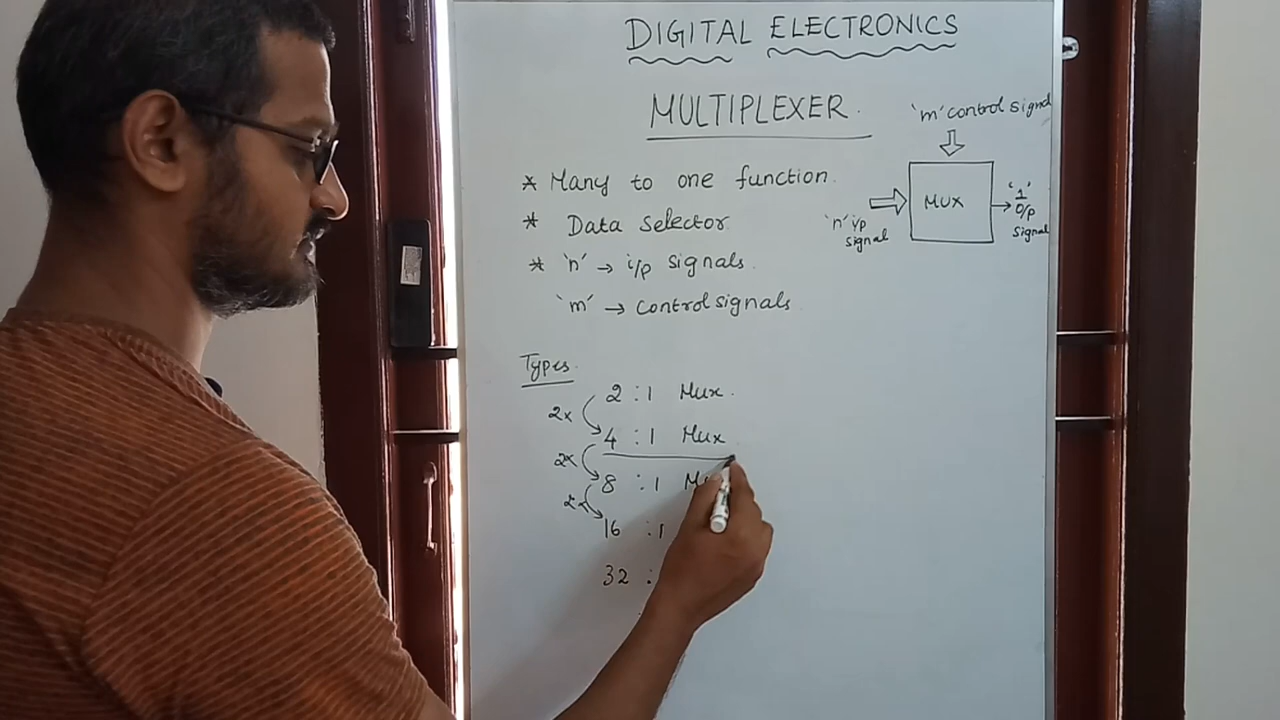 DIGITAL ELECTRONICS
MULTIPLEXER.
'm' control signal
* Many to one function.
MUX
'1'
o/p
signal
'n' i/p
signal
* Data selector
* 'n' → i/p signals.
'm' → control signals
Types.
2 : 1 Mux.
2x
4 : 1 Mux
2x
8 : 1
16 : 1
32 :